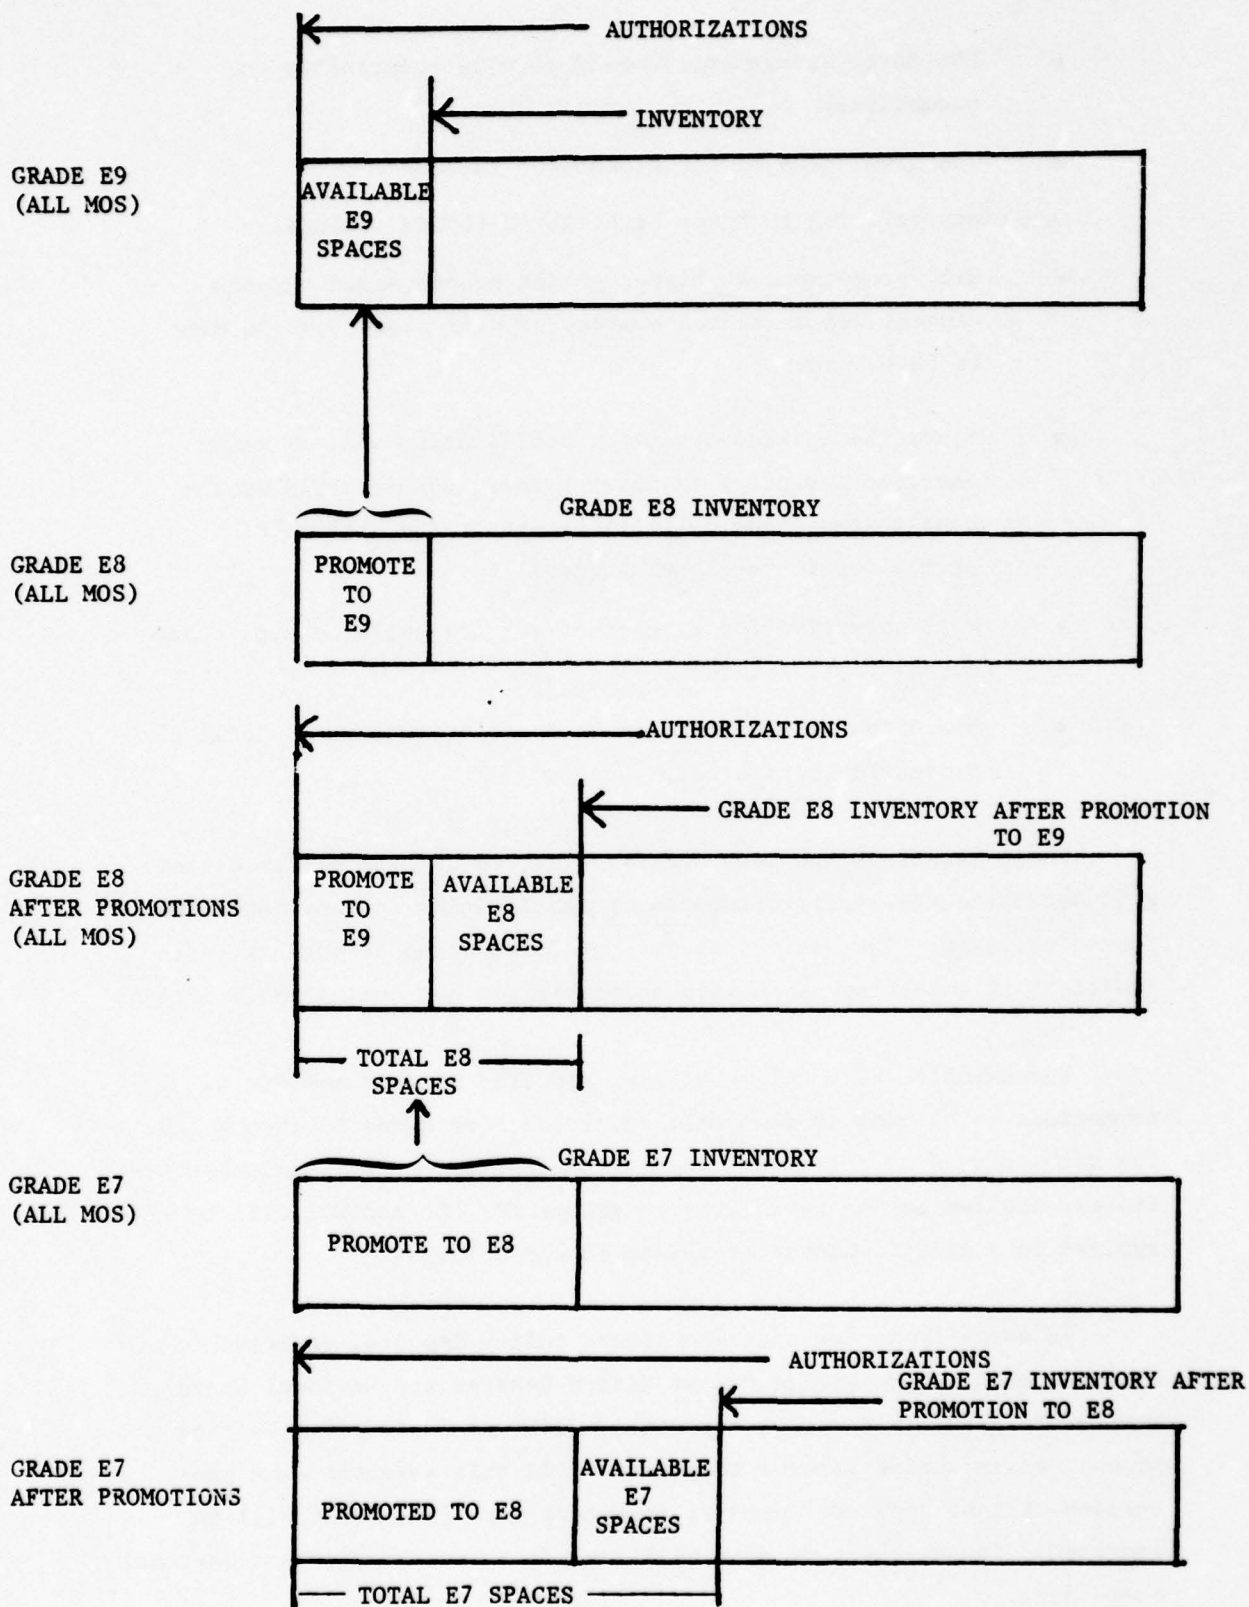 AUTHORIZATIONS
INVENTORY
GRADE E9
(ALL MOS)
AVAILABLE
E9
SPACES
GRADE E8 INVENTORY
GRADE E8
(ALL MOS)
PROMOTE
TO
E9
AUTHORIZATIONS
GRADE E8 INVENTORY AFTER PROMOTION
TO E9
GRADE E8
AFTER PROMOTIONS
(ALL MOS)
PROMOTE
TO
E9
AVAILABLE
E8
SPACES
TOTAL E8
SPACES
GRADE E7 INVENTORY
GRADE E7
(ALL MOS)
PROMOTE TO E8
AUTHORIZATIONS
GRADE E7 INVENTORY AFTER
PROMOTION TO E8
GRADE E7
AFTER PROMOTIONS
PROMOTED TO E8
AVAILABLE
E7
SPACES
TOTAL E7 SPACES